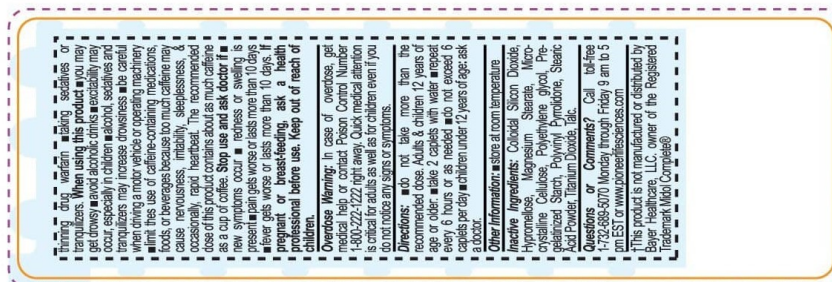 thinning drug warfarin ■ taking sedatives or
tranquilizers. When using this product ■ you may
get drowsy ■ avoid alcoholic drinks ■ excitability may
occur, especially in children ■ alcohol, sedatives and
tranquilizers may increase drowsiness ■ be careful
when driving a motor vehicle or operating machinery
■ limit thes use of caffeine-containing medications,
foods, or beverages because too much caffeine may
cause nervousness, irritability, sleeplessness, &
occasionally, rapid heartbeat. The recommended
dose of this product contains about as much caffeine
as a cup of coffee. Stop use and ask doctor if ■
new symptoms occur ■ redness or swelling is
present ■ pain gets worse or lasts more than 10 days
■ fever gets worse or lasts more than 10 days. If
pregnant or breast-feeding, ask a health
professional before use. Keep out of reach of
children.
Overdose Warning: In case of overdose, get
medical help or contact Poison Control Number
1-800-222-1222 right away. Quick medical attention
is critical for adults as well as for children even if you
do not notice any signs or symptoms.
Directions: ■ do not take more than the
recommended dose. Adults & children 12 years of
age or older: ■ take 2 caplets with water ■ repeat
every 6 hours or as needed ■ do not exceed 6
caplets per day ■ children under 12 years of age: ask
a doctor.
Other Information: ■ store at room temperature
Inactive Ingredients: Colloidal Silicon Dioxide,
Hypromellose, Magnesium Stearate, Micro-
crystalline Cellulose, Polyethylene glycol, Pre-
gelatinized Starch, Polyvinyl Pyrrolidone, Stearic
Acid Powder, Titanium Dioxide, Talc.
Questions or Comments? Call toll-free
1-732-689-5070 Monday through Friday 9 am to 5
pm EST or www.pioneerlifesciences.com
†This product is not manufactured or distributed by
Bayer Healthcare, LLC, owner of the Registered
Trademark Midol Complete®